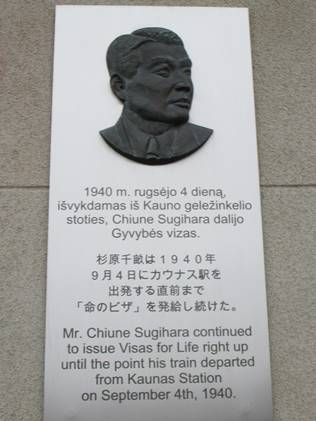 1940 m. rugsėjo 4 dieną,
išvykdamas iš Kauno geležinkelio
stoties, Chiune Sugihara dalijo
Gyvybės vizas.
杉原千畝は１９４０年
９月４日にカウナス駅を
出発する直前まで
「命のビザ」を発給し続けた。
Mr. Chiune Sugihara continued
to issue Visas for Life right up
until the point his train departed
from Kaunas Station
on September 4th, 1940.